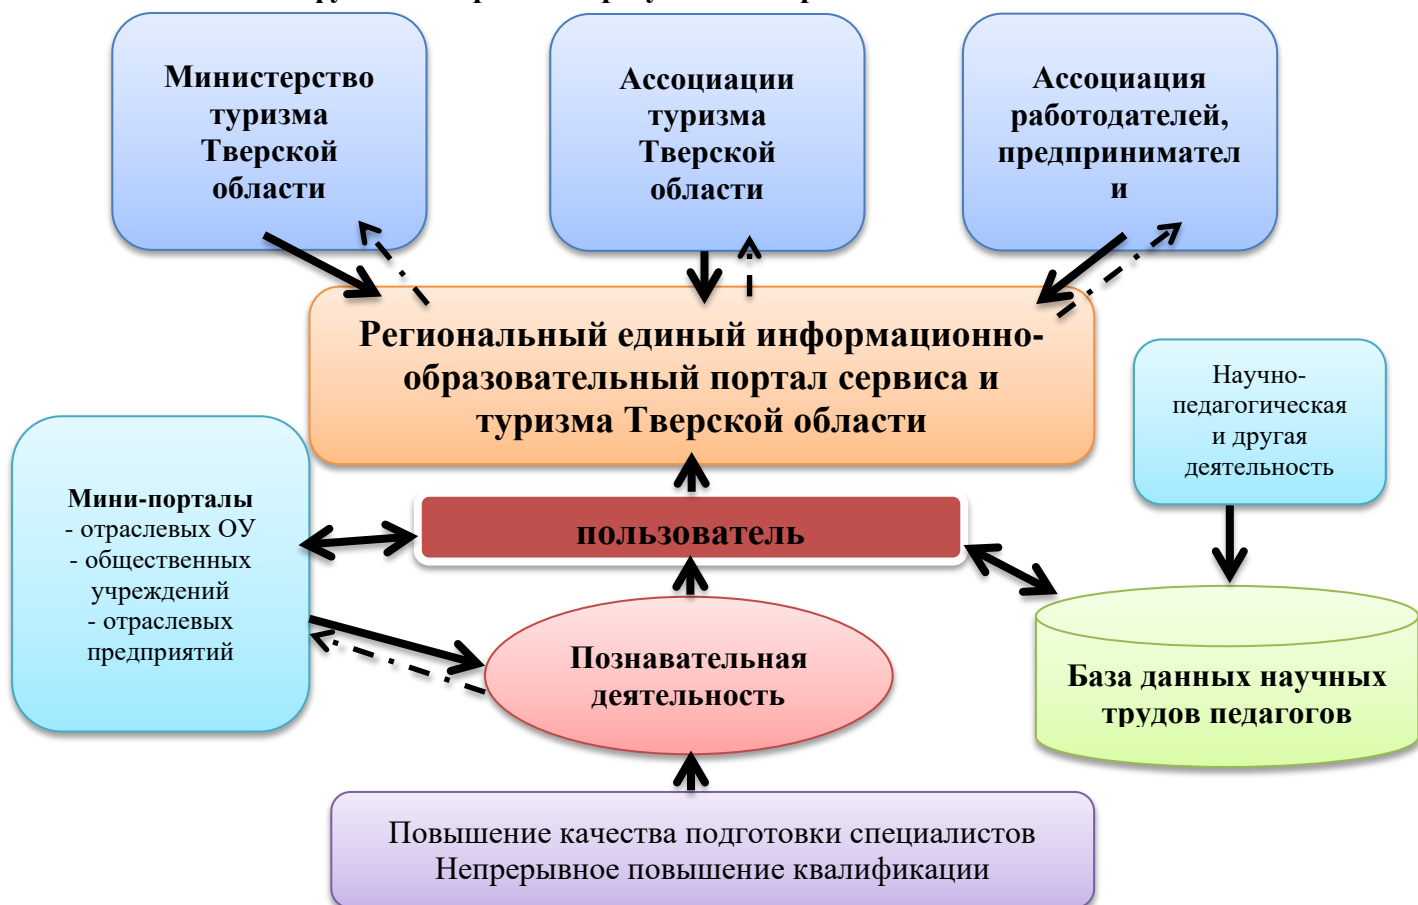 Министерство
туризма
Тверской
области
Ассоциации
туризма
Тверской
области
Ассоциация
работодателей,
предпринимател
и
Региональный единый информационно-
образовательный портал сервиса и
туризма Тверской области
Научно-
педагогическая
и другая
деятельность
Мини-порталы
- отраслевых ОУ
- общественных
учреждений
- отраслевых
предприятий
пользователь
Познавательная
деятельность
База данных научных
трудов педагогов
Повышение качества подготовки специалистов
Непрерывное повышение квалификации